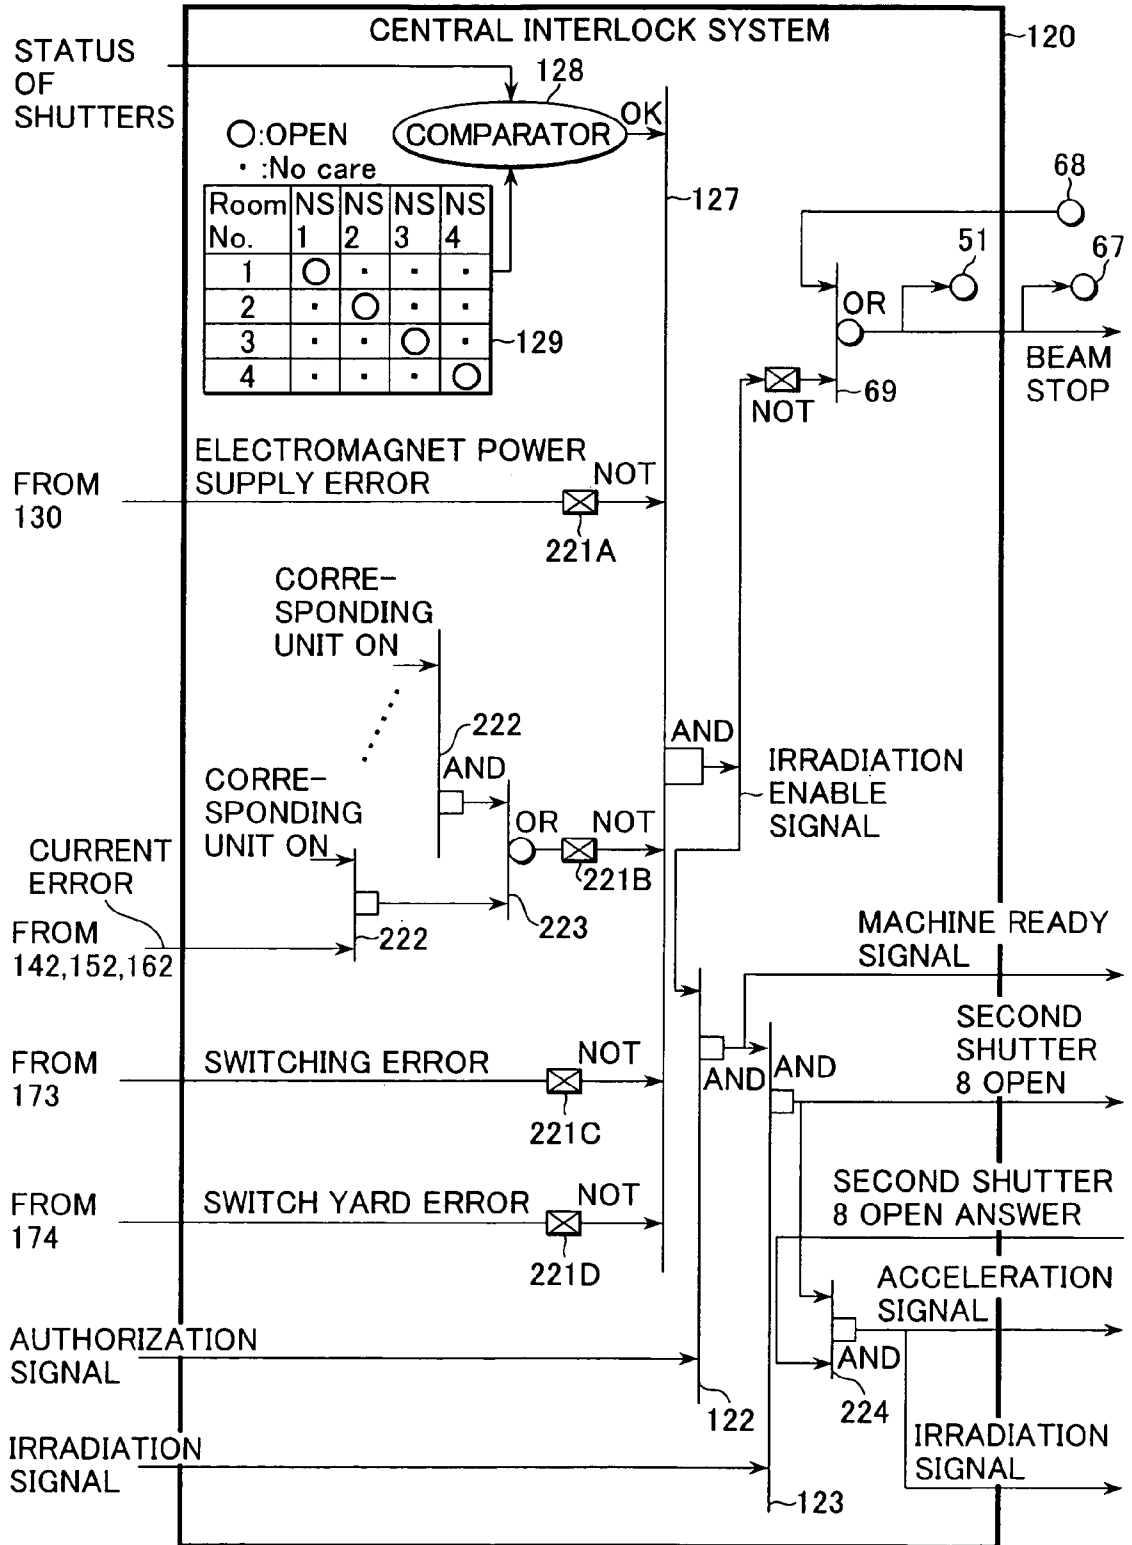 CENTRAL INTERLOCK SYSTEM
120
STATUS
OF
SHUTTERS
128
COMPARATOR
OK
○:OPEN
・:No care
Room No. NS 1 NS 2 NS 3 NS 4
1 ○ ・ ・ ・
2 ・ ○ ・ ・
3 ・ ・ ○ ・
4 ・ ・ ・ ○
129
127
68
51
67
OR
BEAM
STOP
69
NOT
ELECTROMAGNET POWER
SUPPLY ERROR
NOT
FROM
130
221A
CORRE-
SPONDING
UNIT ON
222
AND
AND
IRRADIATION
ENABLE
SIGNAL
CORRE-
SPONDING
UNIT ON
OR
NOT
221B
223
CURRENT
ERROR
222
FROM
142,152,162
MACHINE READY
SIGNAL
SECOND
SHUTTER
8 OPEN
FROM
173
SWITCHING ERROR
NOT
221C
AND
AND
FROM
174
SWITCH YARD ERROR
NOT
221D
SECOND SHUTTER
8 OPEN ANSWER
ACCELERATION
SIGNAL
AND
224
AUTHORIZATION
SIGNAL
122
IRRADIATION
SIGNAL
IRRADIATION
SIGNAL
123